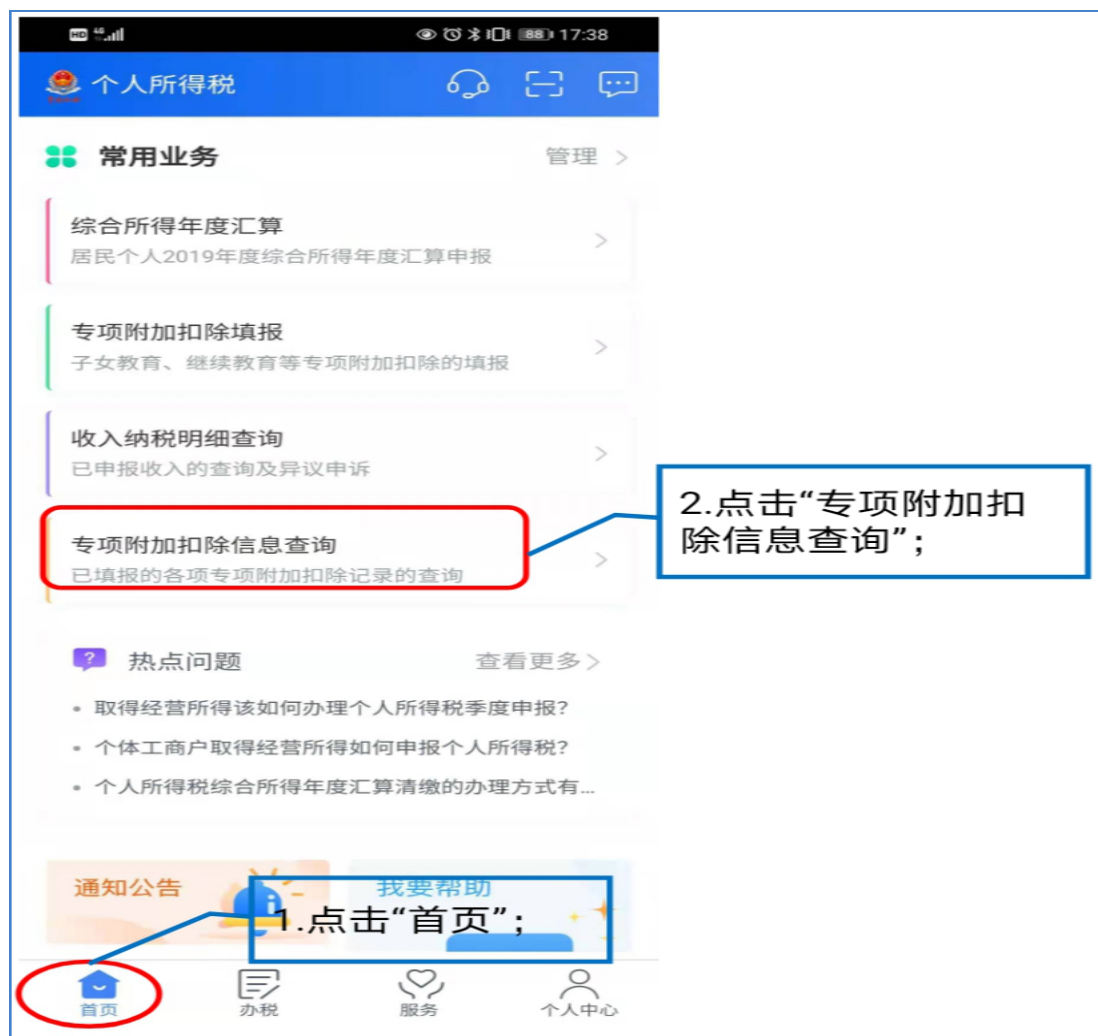 HD 4G 88 17:38
个人所得税
常用业务 管理 >
综合所得年度汇算
居民个人2019年度综合所得年度汇算申报
专项附加扣除填报
子女教育、继续教育等专项附加扣除的填报
收入纳税明细查询
已申报收入的查询及异议申诉
专项附加扣除信息查询
已填报的各项专项附加扣除记录的查询
2.点击“专项附加扣
除信息查询”；
? 热点问题 查看更多 >
• 取得经营所得该如何办理个人所得税季度申报?
• 个体工商户取得经营所得如何申报个人所得税?
• 个人所得税综合所得年度汇算清缴的办理方式有...
通知公告 我要帮助
1.点击“首页”；
首页 办税 服务 个人中心